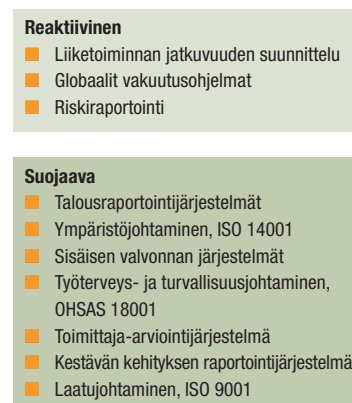 Reaktiivinen
Liiketoiminnan jatkuvuuden suunnittelu
Globaalit vakuutusohjelmat
Riskiraportointi
Suojaava
Talousraportointijärjestelmät
Ympäristöjohtaminen, ISO 14001
Sisäisen valvonnan järjestelmät
Työterveys- ja turvallisuusjohtaminen,
OHSAS 18001
Toimittaja-arviointijärjestelmä
Kestävän kehityksen raportointijärjestelmä
Laatujohtaminen, ISO 9001